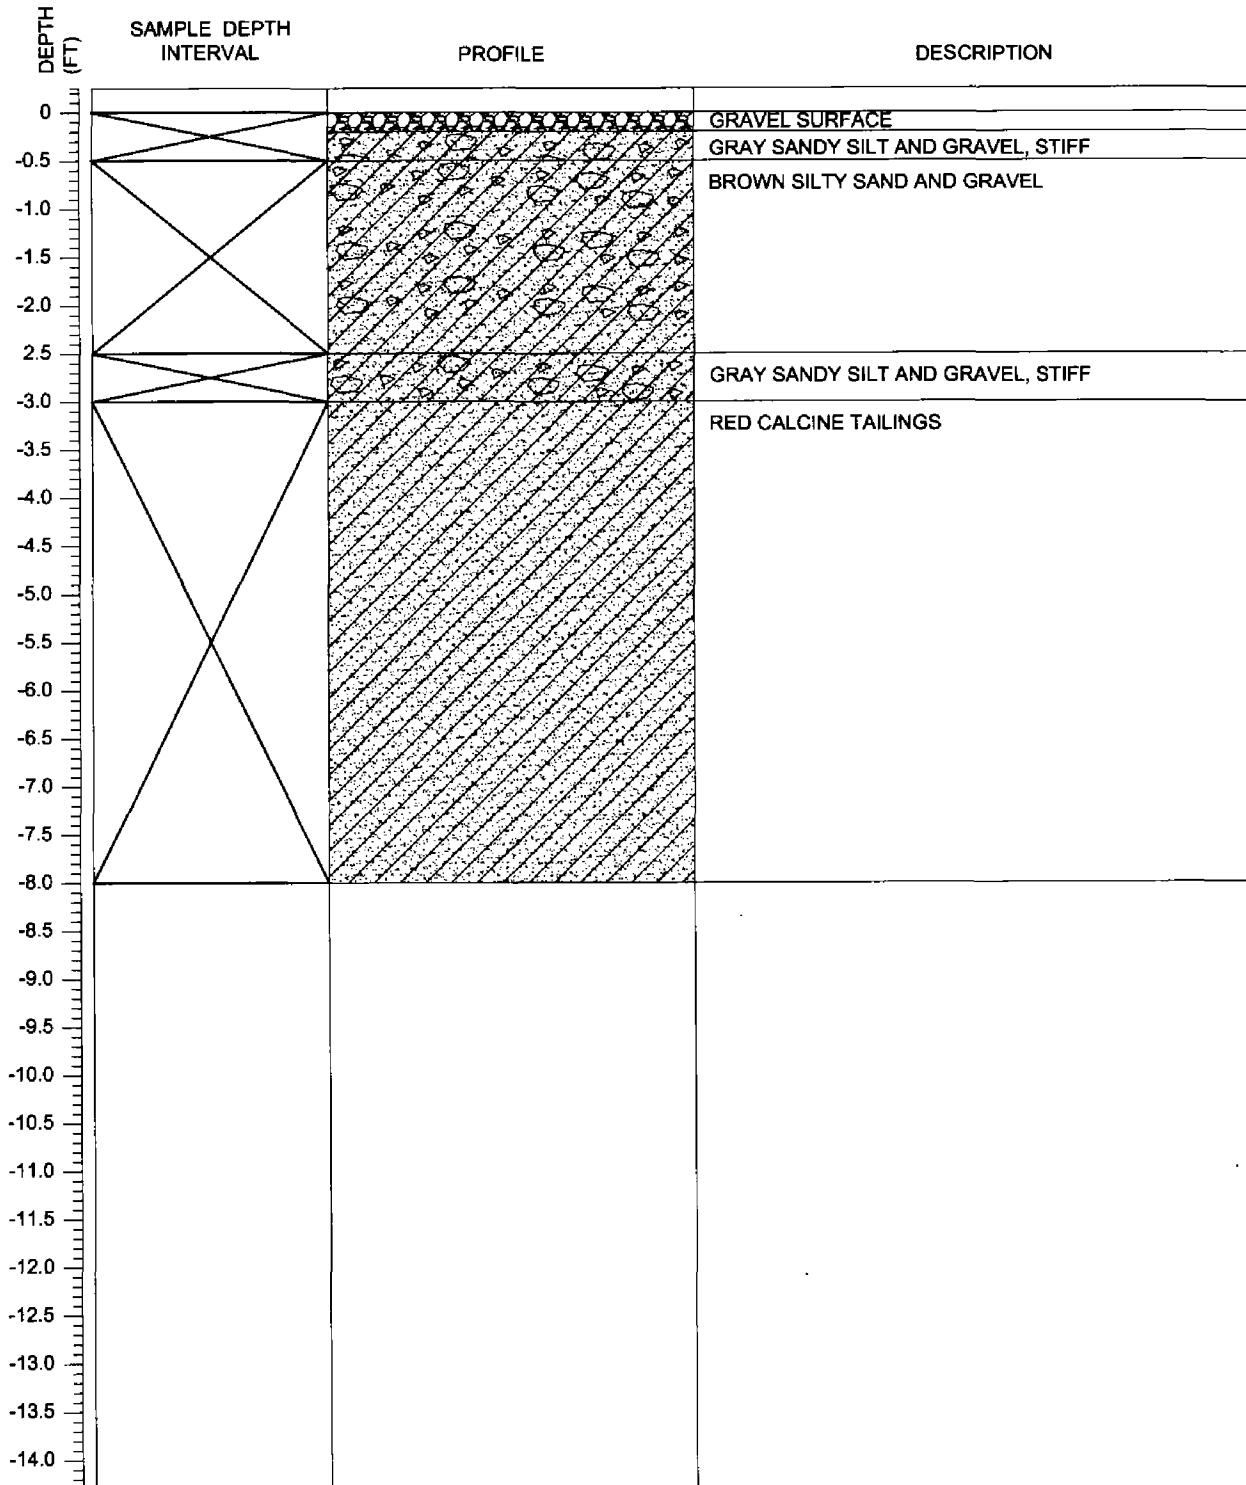 DEPTH
(FT)
SAMPLE DEPTH
INTERVAL
PROFILE
DESCRIPTION
0
GRAVEL SURFACE
GRAY SANDY SILT AND GRAVEL, STIFF
-0.5
BROWN SILTY SAND AND GRAVEL
-1.0
-1.5
-2.0
2.5
GRAY SANDY SILT AND GRAVEL, STIFF
-3.0
RED CALCINE TAILINGS
-3.5
-4.0
-4.5
-5.0
-5.5
-6.0
-6.5
-7.0
-7.5
-8.0
-8.5
-9.0
-9.5
-10.0
-10.5
-11.0
-11.5
-12.0
-12.5
-13.0
-13.5
-14.0